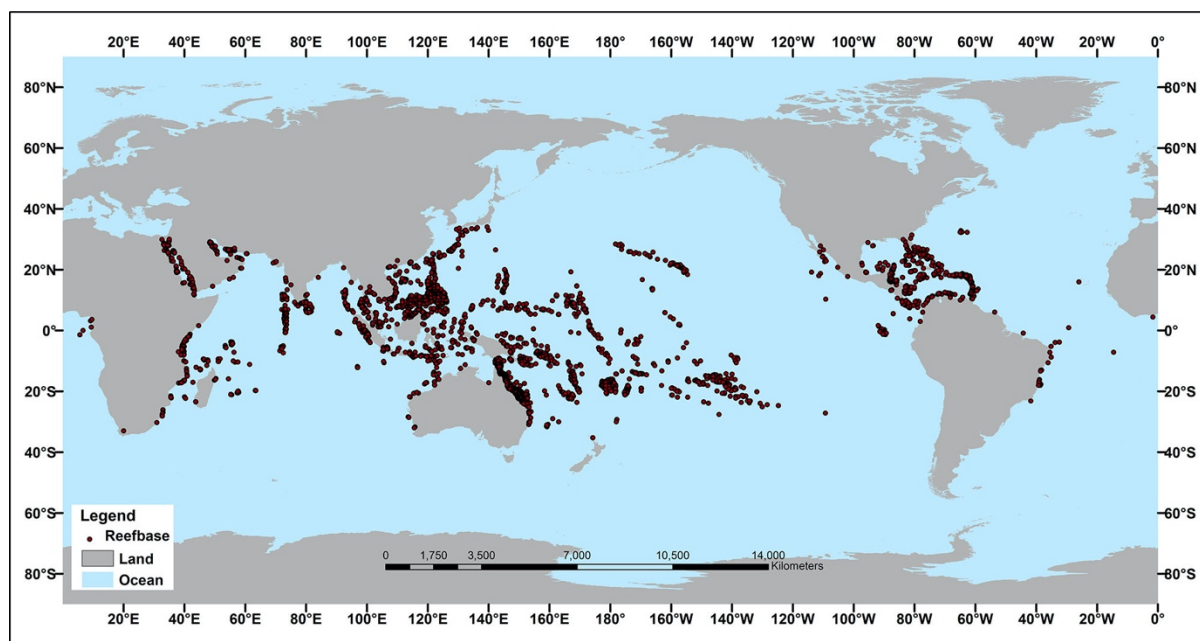 20°E 40°E 60°E 80°E 100°E 120°E 140°E 160°E 180° 160°W 140°W 120°W 100°W 80°W 60°W 40°W 20°W 0°
80°N 80°N
60°N 60°N
40°N 40°N
20°N 20°N
0° 0°
20°S 20°S
40°S 40°S
60°S 60°S
80°S 80°S
Legend
Reefbase
Land
Ocean
0 1,750 3,500 7,000 10,500 14,000
Kilometers
20°E 40°E 60°E 80°E 100°E 120°E 140°E 160°E 180° 160°W 140°W 120°W 100°W 80°W 60°W 40°W 20°W 0°